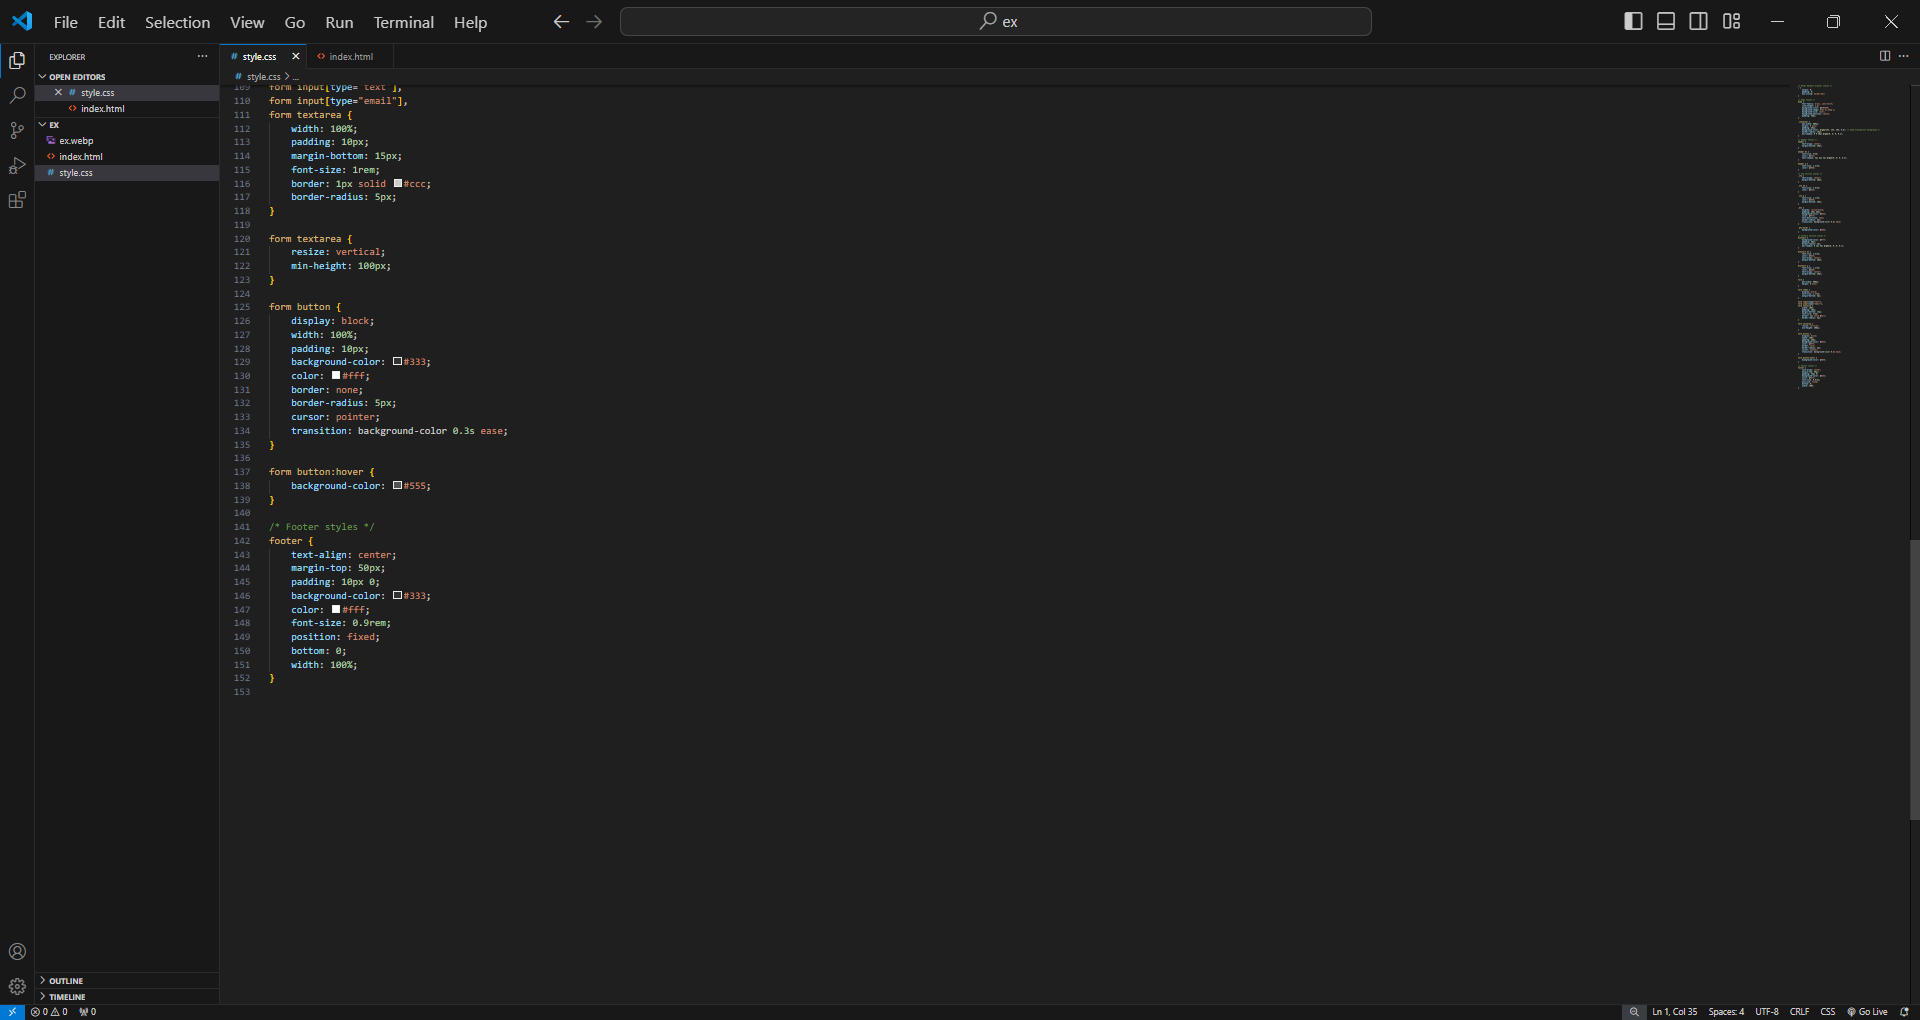 File Edit Selection View Go Run Terminal Help
ex
EXPLORER
OPEN EDITORS
style.css
index.html
EX
ex.webp
index.html
style.css
OUTLINE
TIMELINE
style.css index.html
style.css > ...
109 form input[type="text"],
110 form input[type="email"],
111 form textarea {
112 width: 100%;
113 padding: 10px;
114 margin-bottom: 15px;
115 font-size: 1rem;
116 border: 1px solid #ccc;
117 border-radius: 5px;
118 }
119
120 form textarea {
121 resize: vertical;
122 min-height: 100px;
123 }
124
125 form button {
126 display: block;
127 width: 100%;
128 padding: 10px;
129 background-color: #333;
130 color: #fff;
131 border: none;
132 border-radius: 5px;
133 cursor: pointer;
134 transition: background-color 0.3s ease;
135 }
136
137 form button:hover {
138 background-color: #555;
139 }
140
141 /* Footer styles */
142 footer {
143 text-align: center;
144 margin-top: 50px;
145 padding: 10px 0;
146 background-color: #333;
147 color: #fff;
148 font-size: 0.9rem;
149 position: fixed;
150 bottom: 0;
151 width: 100%;
152 }
153
0 0 0 Ln 1, Col 35 Spaces: 4 UTF-8 CRLF CSS Go Live